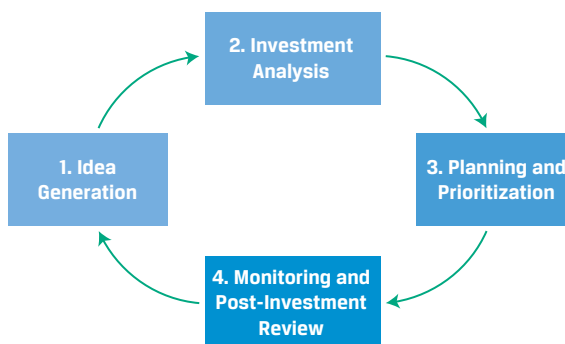 1. Idea
Generation
2. Investment
Analysis
3. Planning and
Prioritization
4. Monitoring and
Post-Investment
Review